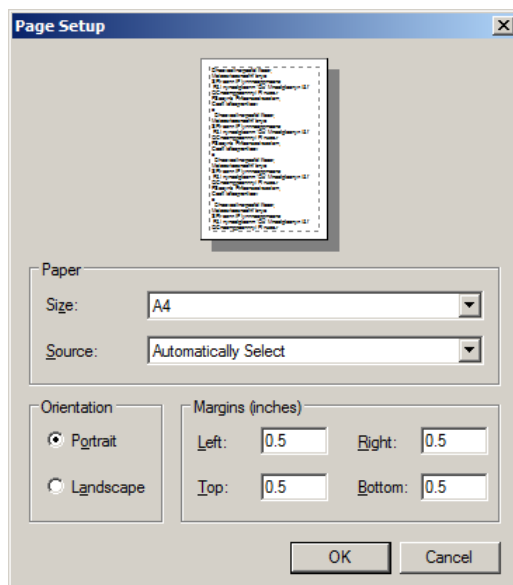 Page Setup
Paper
Size:
A4
Source:
Automatically Select
Orientation
Portrait
Landscape
Margins (inches)
Left:
0.5
Right:
0.5
Top:
0.5
Bottom:
0.5
OK
Cancel